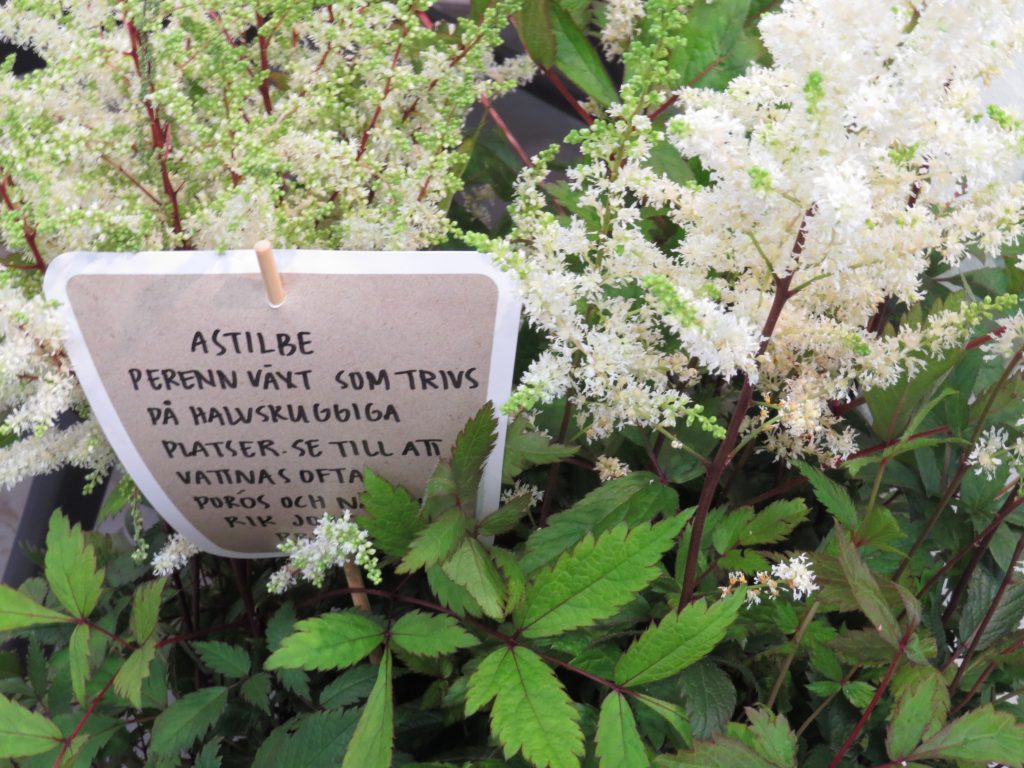 ASTILBE
PERENN VÄXT SOM TRIVS
PÅ HALVSKUGGIGA
PLATSER. SE TILL ATT
VATTNAS OFTA
PORÖS OCH
RIK